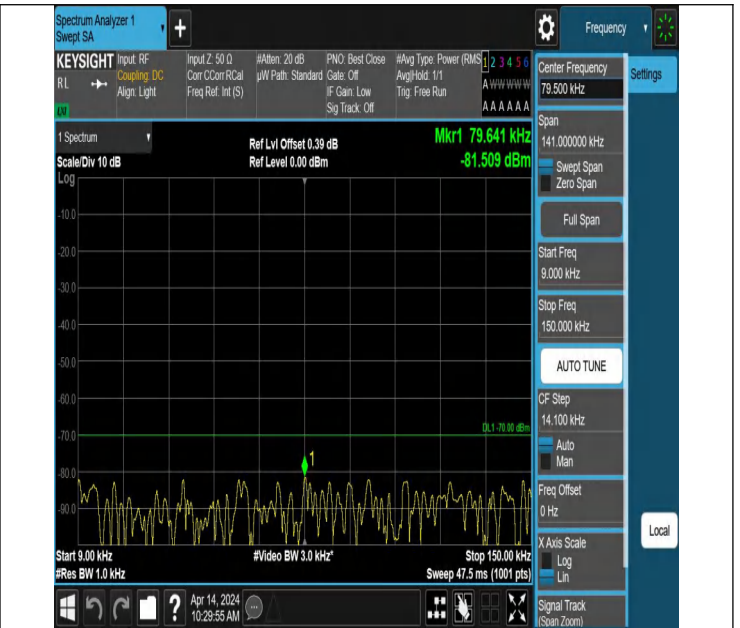 Spectrum Analyzer 1
Swept SA
+
Frequency
KEYSIGHT
RL
Input: RF
Coupling: DC
Align: Light
Input Z: 50 Ω
Corr CCorr RCal
Freq Ref: Int (S)
#Atten: 20 dB
µW Path: Standard
PNO: Best Close
Gate: Off
IF Gain: Low
Sig Track: Off
#Avg Type: Power (RMS
Avg|Hold: 1/1
Trig: Free Run
1 2 3 4 5 6
A W W W W W
A A A A A A
Center Frequency
79.500 kHz
Settings
Span
141.000000 kHz
Swept Span
Zero Span
Full Span
Start Freq
9.000 kHz
Stop Freq
150.000 kHz
AUTO TUNE
CF Step
14.100 kHz
Auto
Man
Freq Offset
0 Hz
X Axis Scale
Log
Lin
Signal Track
(Span Zoom)
Local
1 Spectrum
Scale/Div 10 dB
Log
Ref Lvl Offset 0.39 dB
Ref Level 0.00 dBm
Mkr1 79.641 kHz
-81.509 dBm
-10.0
-20.0
-30.0
-40.0
-50.0
-60.0
-70.0
-80.0
-90.0
DL1 -70.00 dBm
1
Start 9.00 kHz
#Res BW 1.0 kHz
#Video BW 3.0 kHz*
Stop 150.00 kHz
Sweep 47.5 ms (1001 pts)
?
Apr 14, 2024
10:29:55 AM